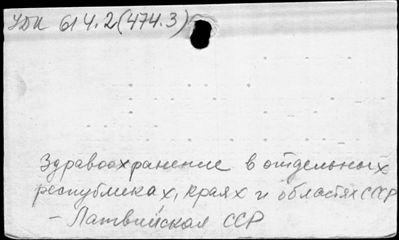 УДК 614.2(474.3)
Здравоохранение в отдельных
республиках, краях и областях СССР
- Латвийская ССР